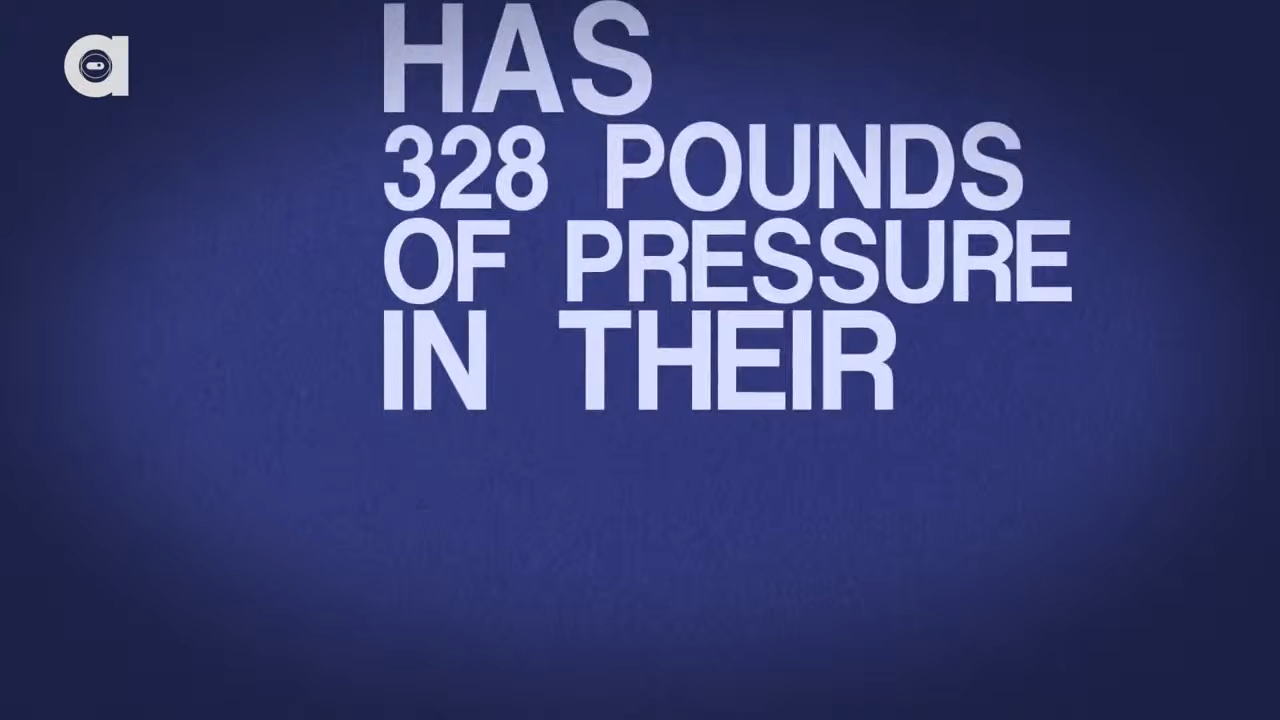 a
HAS
328 POUNDS
OF PRESSURE
IN THEIR